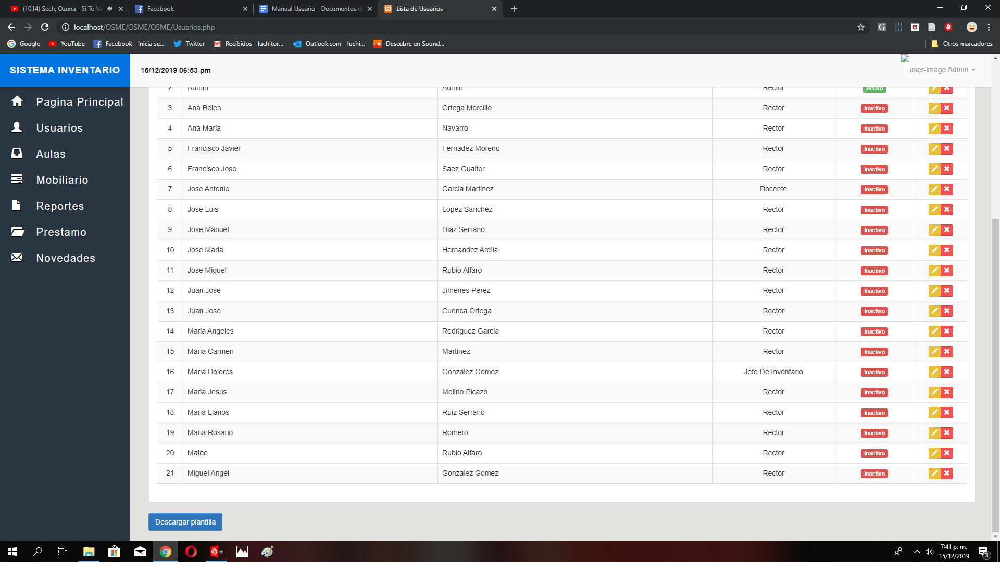 (1014) Sech, Ozuna - Si Te Va
Facebook
Manual Usuario - Documentos d
Lista de Usuarios
localhost/OSME/OSME/OSME/Usuarios.php
Google
YouTube
Facebook - Inicia se...
Twitter
Recibidos - luchitor...
Outlook.com - luchi...
Descubre en Sound...
Otros marcadores
SISTEMA INVENTARIO
15/12/2019 06:53 pm
user-image Admin
Pagina Principal
Usuarios
Aulas
Mobiliario
Reportes
Prestamo
Novedades
2 Admin Admin Rector Activo
3 Ana Belen Ortega Morcillo Rector Inactivo
4 Ana Maria Navarro Rector Inactivo
5 Francisco Javier Fernadez Moreno Rector Inactivo
6 Francisco Jose Saez Gualter Rector Inactivo
7 Jose Antonio Garcia Martinez Docente Inactivo
8 Jose Luis Lopez Sanchez Rector Inactivo
9 Jose Manuel Diaz Serrano Rector Inactivo
10 Jose Maria Hernandez Ardila Rector Inactivo
11 Jose Miguel Rubio Alfaro Rector Inactivo
12 Juan Jose Jimenes Perez Rector Inactivo
13 Juan Jose Cuenca Ortega Rector Inactivo
14 Maria Angeles Rodriguez Garcia Rector Inactivo
15 Maria Carmen Martinez Rector Inactivo
16 Maria Dolores Gonzalez Gomez Jefe De Inventario Inactivo
17 Maria Jesus Molino Picazo Rector Inactivo
18 Maria Llanos Ruiz Serrano Rector Inactivo
19 Maria Rosario Romero Rector Inactivo
20 Mateo Rubio Alfaro Rector Inactivo
21 Miguel Angel Gonzalez Gomez Rector Inactivo
Descargar plantilla
7:41 p. m.
15/12/2019
3